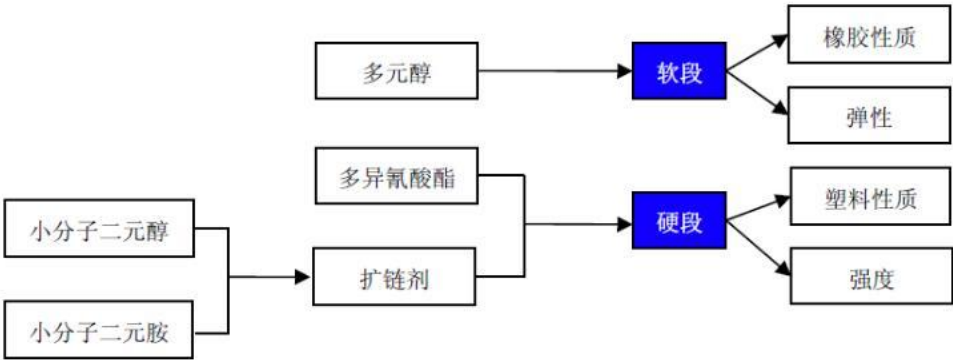 橡胶性质
多元醇
软段
弹性
多异氰酸酯
塑料性质
小分子二元醇
硬段
扩链剂
强度
小分子二元胺